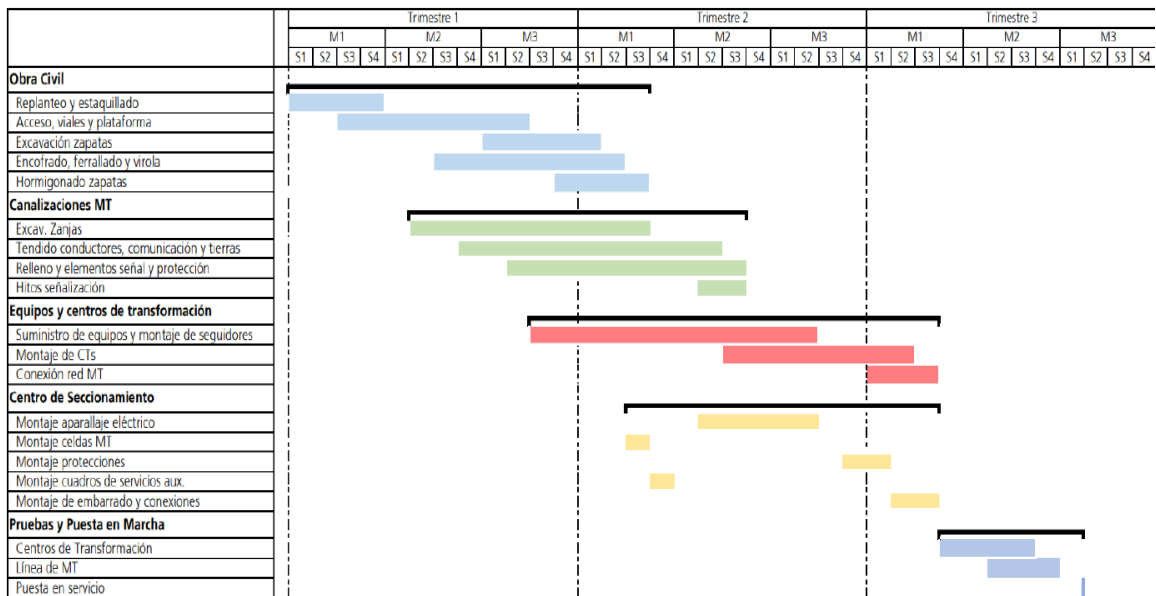 Trimestre 1 Trimestre 2 Trimestre 3
M1 M2 M3 M1 M2 M3 M1 M2 M3
S1 S2 S3 S4 S1 S2 S3 S4 S1 S2 S3 S4 S1 S2 S3 S4 S1 S2 S3 S4 S1 S2 S3 S4 S1 S2 S3 S4 S1 S2 S3 S4 S1 S2 S3 S4
Obra Civil
Replanteo y estaquillado
Acceso, viales y plataforma
Excavación zapatas
Encofrado, ferrallado y virola
Hormigonado zapatas
Canalizaciones MT
Excav. Zanjas
Tendido conductores, comunicación y tierras
Relleno y elementos señal y protección
Hitos señalización
Equipos y centros de transformación
Suministro de equipos y montaje de seguidores
Montaje de CTs
Conexión red MT
Centro de Seccionamiento
Montaje aparallaje eléctrico
Montaje celdas MT
Montaje protecciones
Montaje cuadros de servicios aux.
Montaje de embarrado y conexiones
Pruebas y Puesta en Marcha
Centros de Transformación
Línea de MT
Puesta en servicio